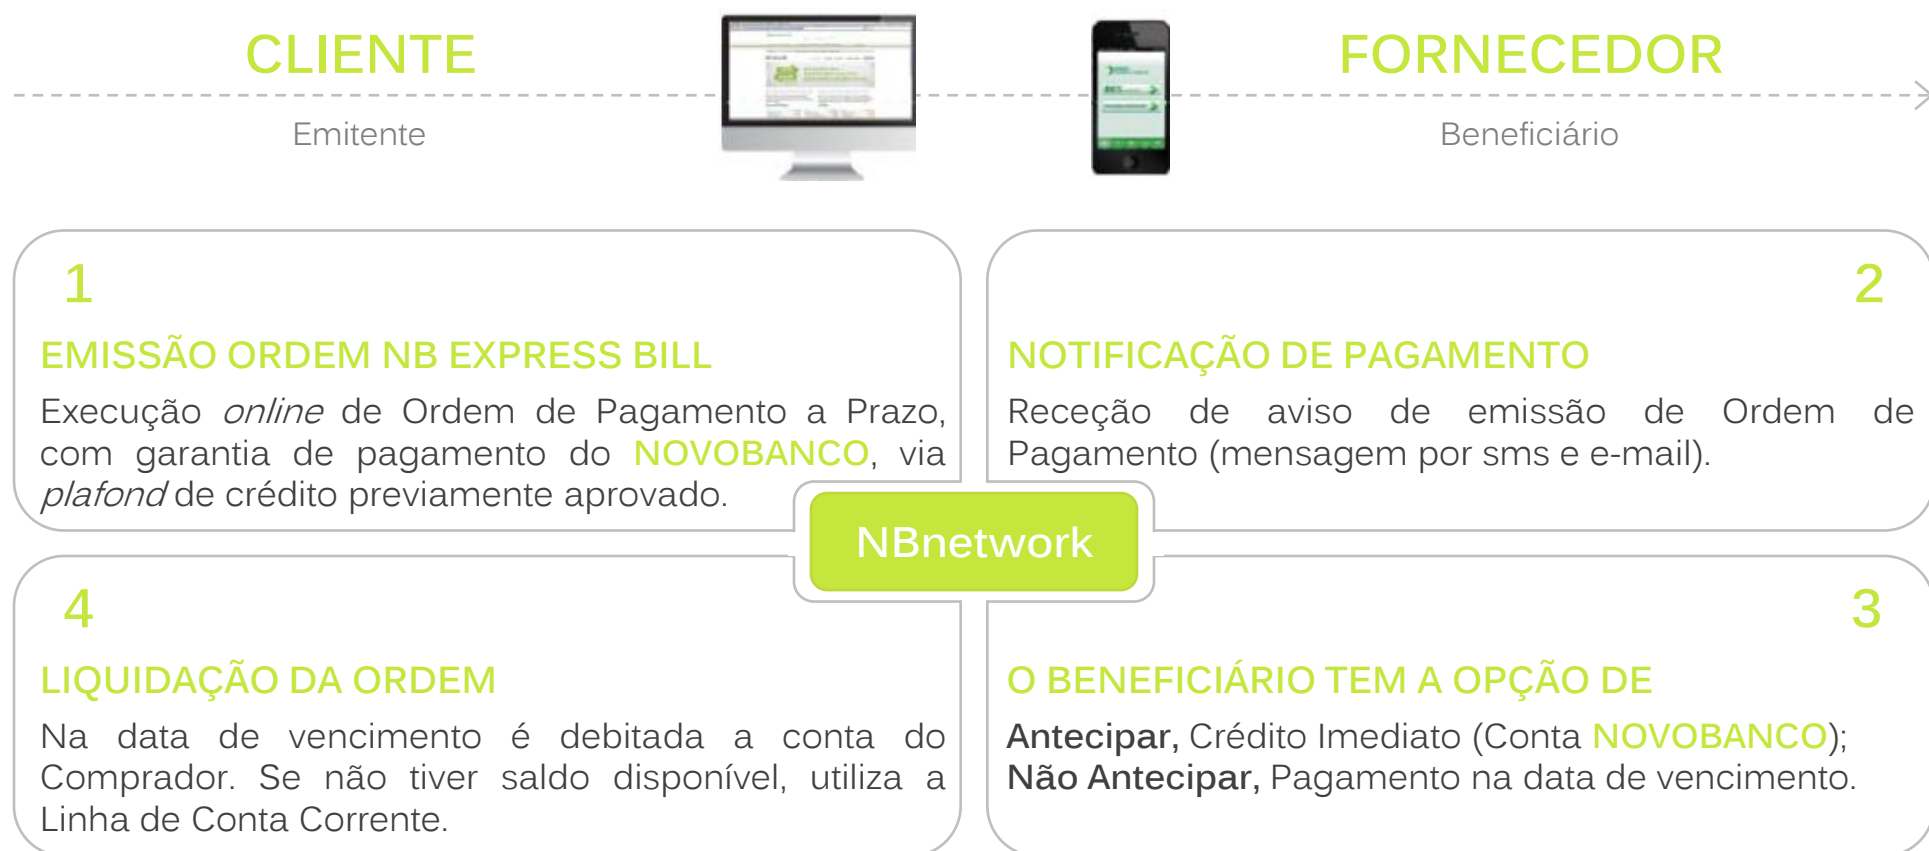 CLIENTE
Emitente
FORNECEDOR
Beneficiário
1
EMISSÃO ORDEM NB EXPRESS BILL
Execução online de Ordem de Pagamento a Prazo,
com garantia de pagamento do NOVOBANCO, via
plafond de crédito previamente aprovado.
2
NOTIFICAÇÃO DE PAGAMENTO
Receção de aviso de emissão de Ordem de
Pagamento (mensagem por sms e e-mail).
NBnetwork
4
LIQUIDAÇÃO DA ORDEM
Na data de vencimento é debitada a conta do
Comprador. Se não tiver saldo disponível, utiliza a
Linha de Conta Corrente.
3
O BENEFICIÁRIO TEM A OPÇÃO DE
Antecipar, Crédito Imediato (Conta NOVOBANCO);
Não Antecipar, Pagamento na data de vencimento.